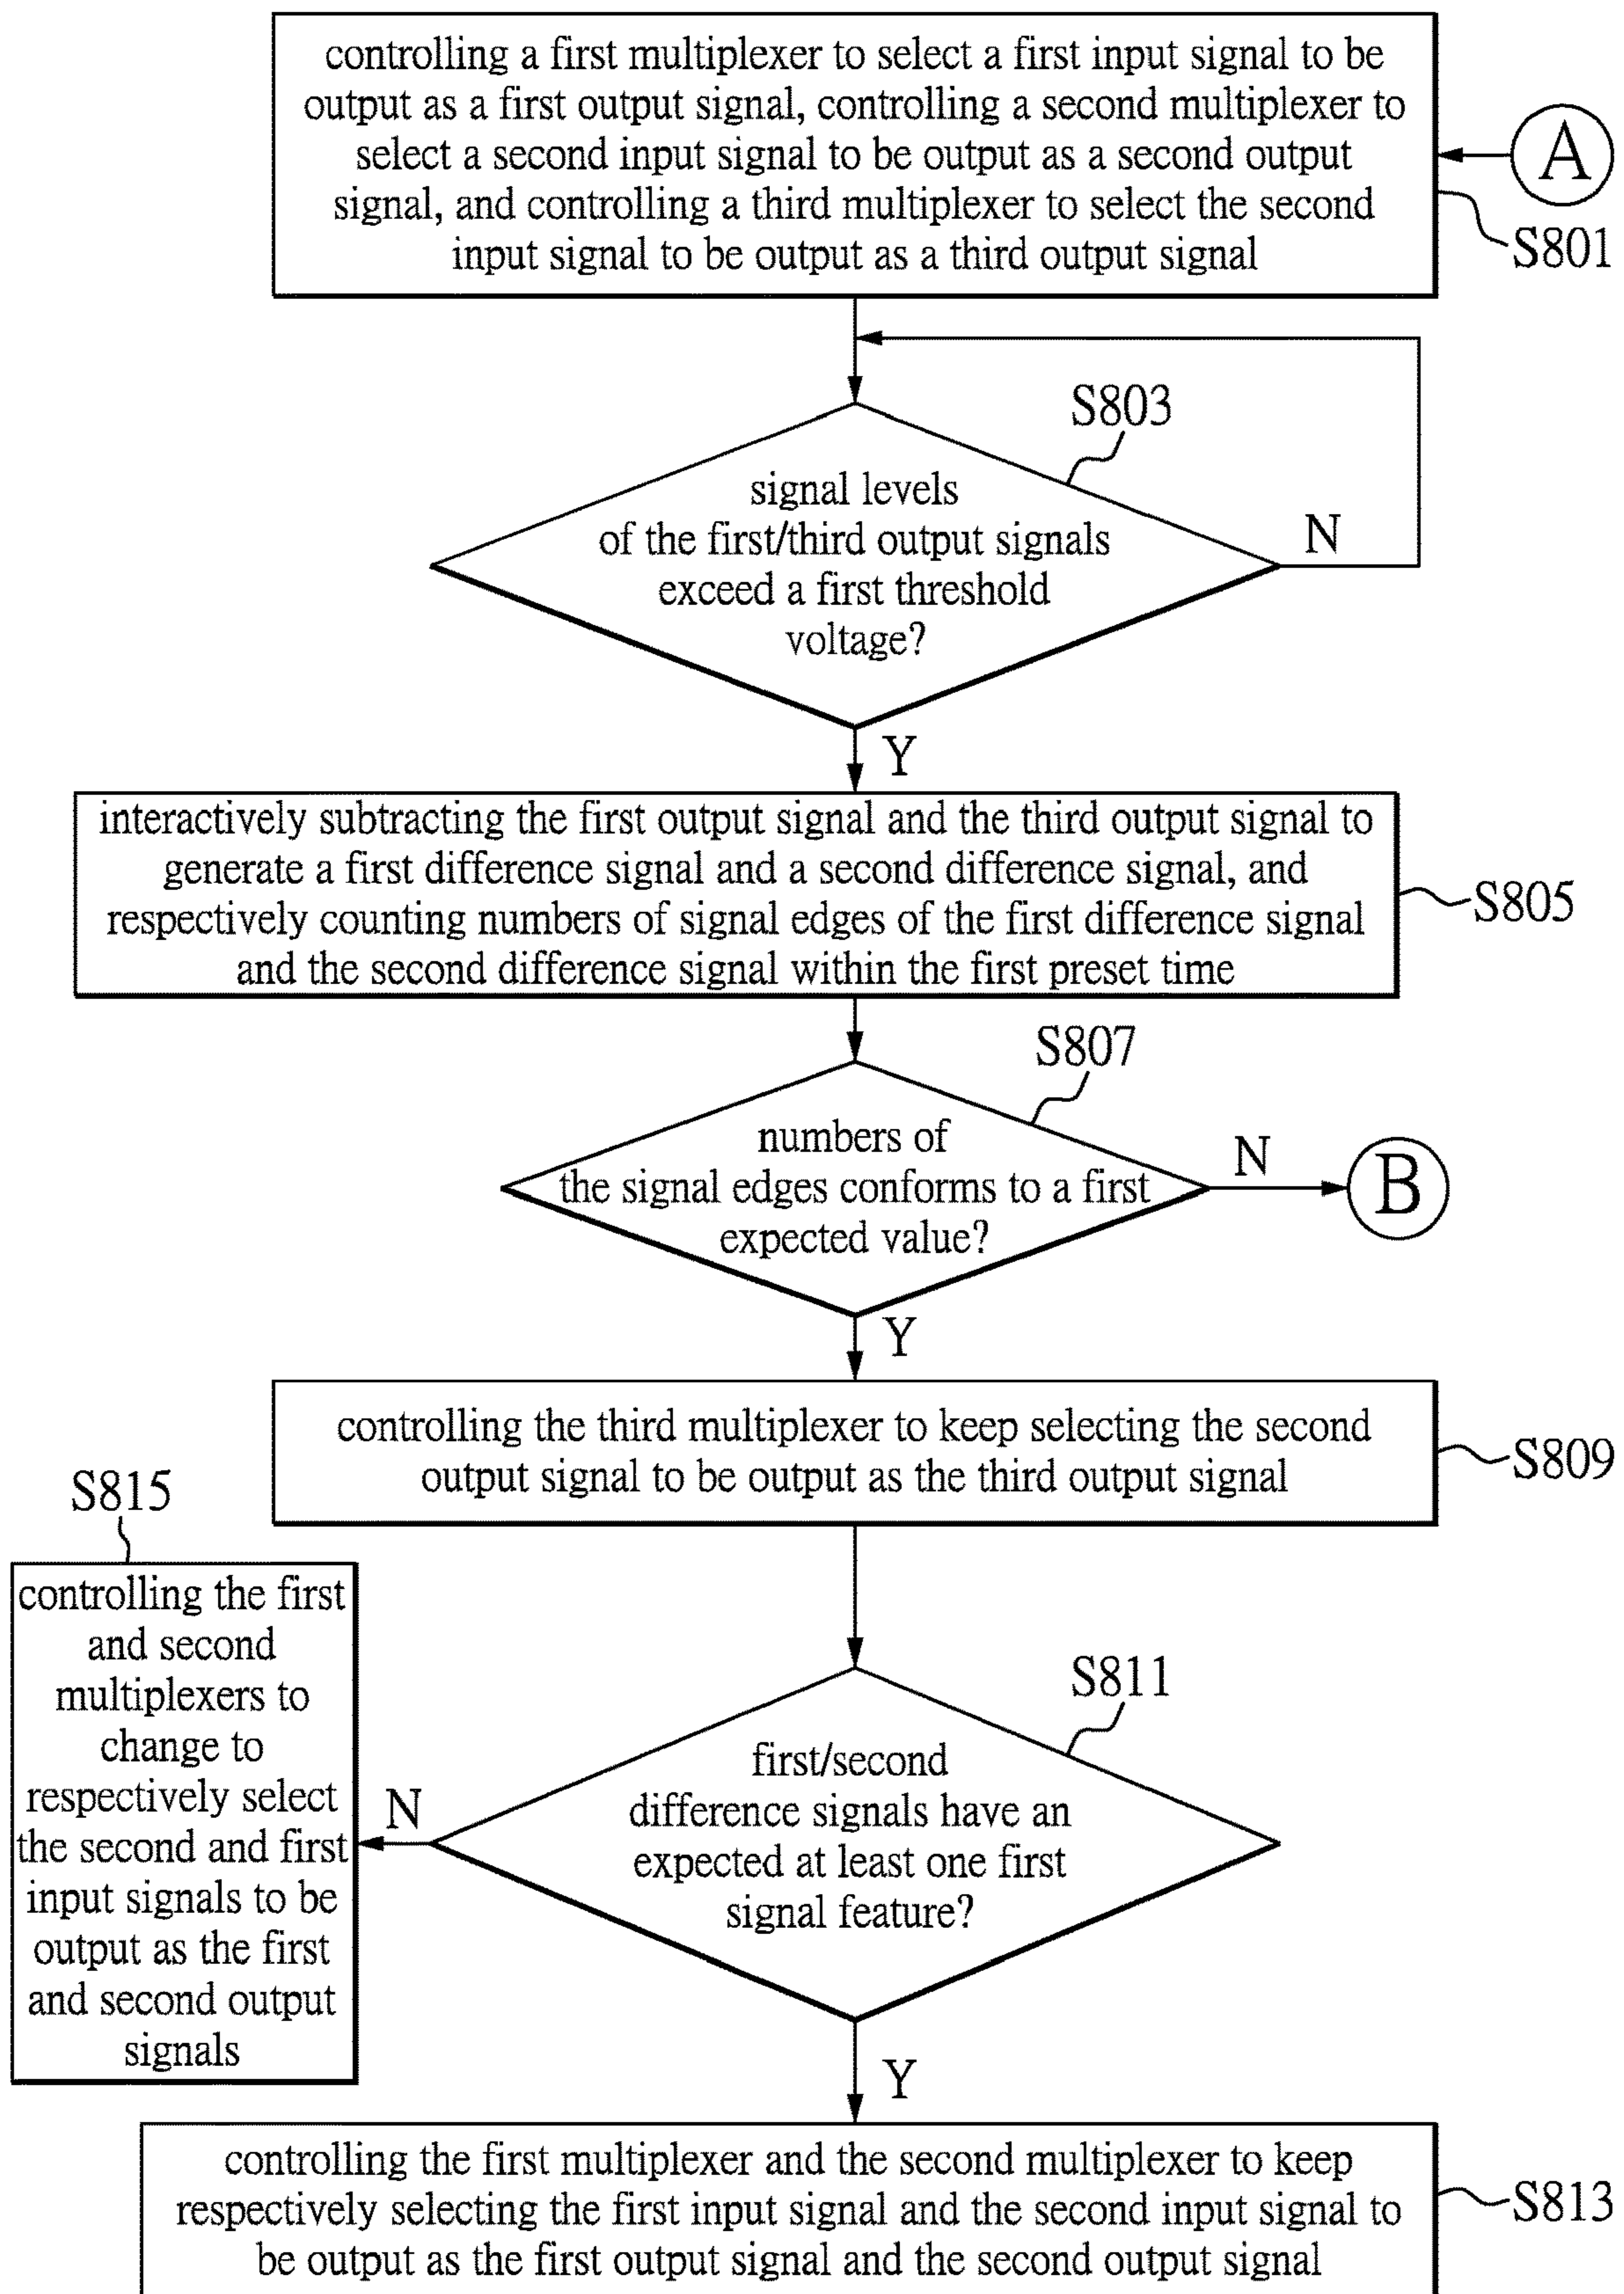 controlling a first multiplexer to select a first input signal to be
output as a first output signal, controlling a second multiplexer to
select a second input signal to be output as a second output
signal, and controlling a third multiplexer to select the second
input signal to be output as a third output signal
A
S801
S803
signal levels
of the first/third output signals
exceed a first threshold
voltage?
N
Y
interactively subtracting the first output signal and the third output signal to
generate a first difference signal and a second difference signal, and
respectively counting numbers of signal edges of the first difference signal
and the second difference signal within the first preset time
S805
S807
numbers of
the signal edges conforms to a first
expected value?
N
B
Y
controlling the third multiplexer to keep selecting the second
output signal to be output as the third output signal
S809
S815
controlling the first
and second
multiplexers to
change to
respectively select
the second and first
input signals to be
output as the first
and second output
signals
S811
first/second
difference signals have an
expected at least one first
signal feature?
N
Y
controlling the first multiplexer and the second multiplexer to keep
respectively selecting the first input signal and the second input signal to
be output as the first output signal and the second output signal
S813